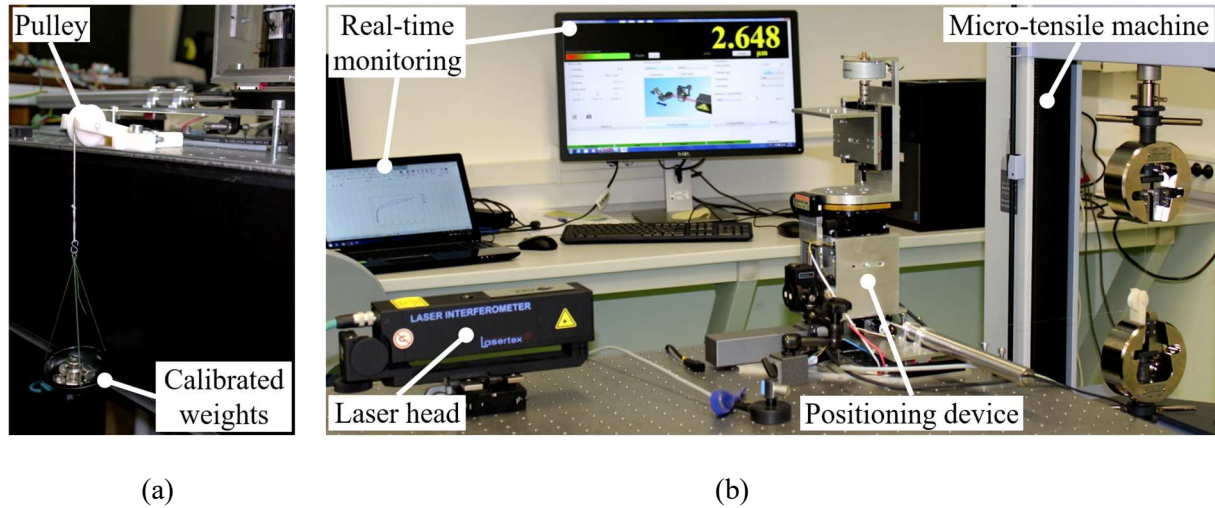 Pulley
Calibrated
weights
(a)
Real-time
monitoring
2.648
µm
Micro-tensile machine
LASER INTERFEROMETER
Lasertex
Laser head
Positioning device
(b)